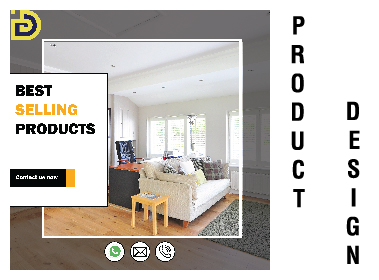 BEST
SELLING
PRODUCTS
Contact us now
PRODUCT
DESIGN